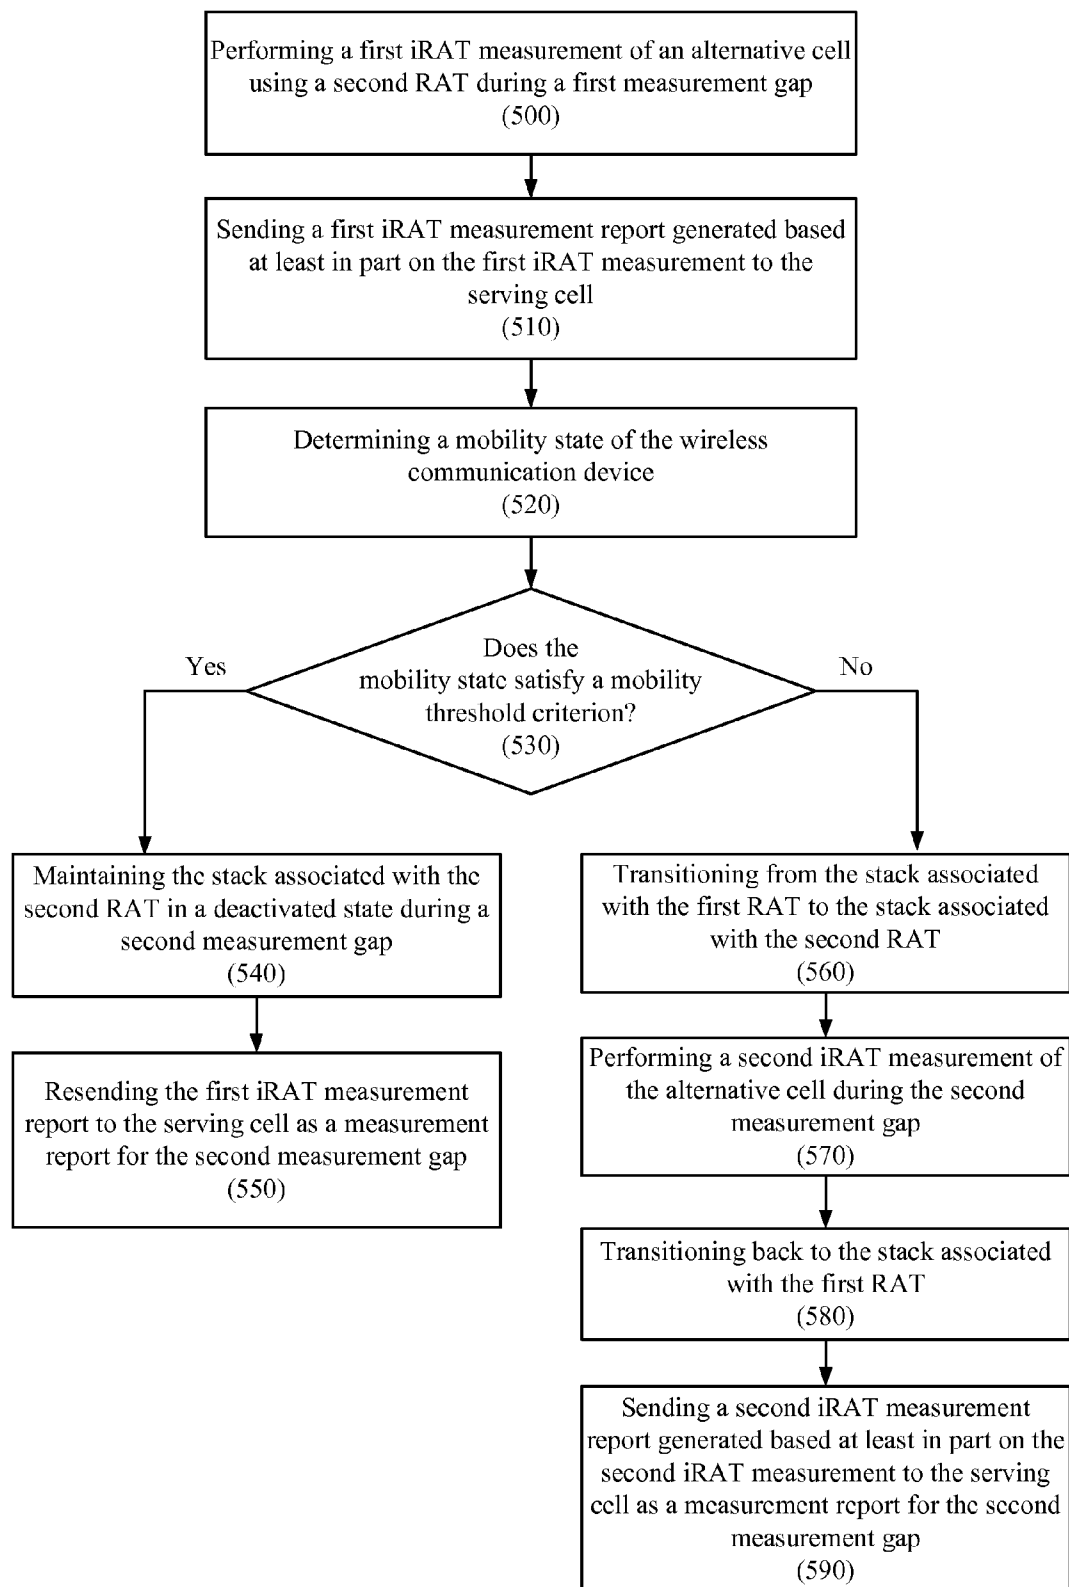 Performing a first iRAT measurement of an alternative cell
using a second RAT during a first measurement gap
(500)
Sending a first iRAT measurement report generated based
at least in part on the first iRAT measurement to the
serving cell
(510)
Determining a mobility state of the wireless
communication device
(520)
Does the
mobility state satisfy a mobility
threshold criterion?
(530)
Yes
No
Maintaining the stack associated with the
second RAT in a deactivated state during a
second measurement gap
(540)
Resending the first iRAT measurement
report to the serving cell as a measurement
report for the second measurement gap
(550)
Transitioning from the stack associated
with the first RAT to the stack associated
with the second RAT
(560)
Performing a second iRAT measurement of
the alternative cell during the second
measurement gap
(570)
Transitioning back to the stack associated
with the first RAT
(580)
Sending a second iRAT measurement
report generated based at least in part on the
second iRAT measurement to the serving
cell as a measurement report for the second
measurement gap
(590)